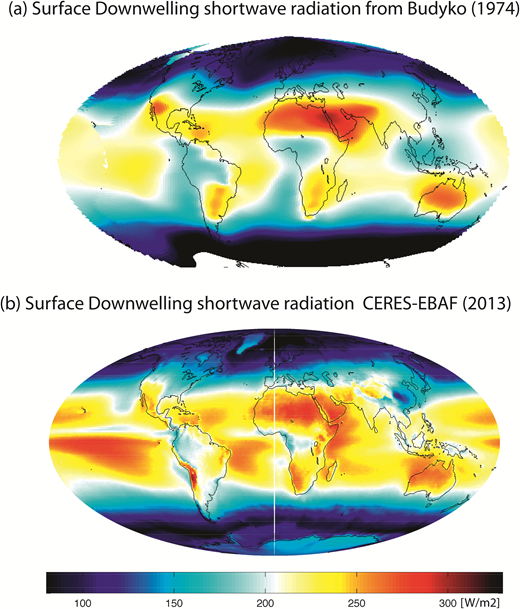 (a) Surface Downwelling shortwave radiation from Budyko (1974)
(b) Surface Downwelling shortwave radiation CERES-EBAF (2013)
100 150 200 250 300 [W/m2]